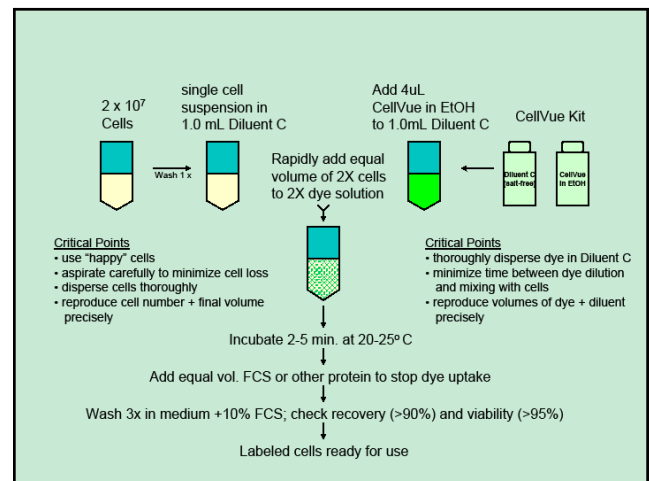 2 x 10⁷
Cells
single cell
suspension in
1.0 mL Diluent C
Add 4uL
CellVue in EtOH
to 1.0mL Diluent C
CellVue Kit
Wash 1 x
Rapidly add equal
volume of 2X cells
to 2X dye solution
Diluent C
(salt-free)
CellVue
in EtOH
Critical Points
• use “happy” cells
• aspirate carefully to minimize cell loss
• disperse cells thoroughly
• reproduce cell number + final volume
precisely
Critical Points
• thoroughly disperse dye in Diluent C
• minimize time between dye dilution
and mixing with cells
• reproduce volumes of dye + diluent
precisely
Incubate 2-5 min. at 20-25º C
Add equal vol. FCS or other protein to stop dye uptake
Wash 3x in medium +10% FCS; check recovery (>90%) and viability (>95%)
Labeled cells ready for use